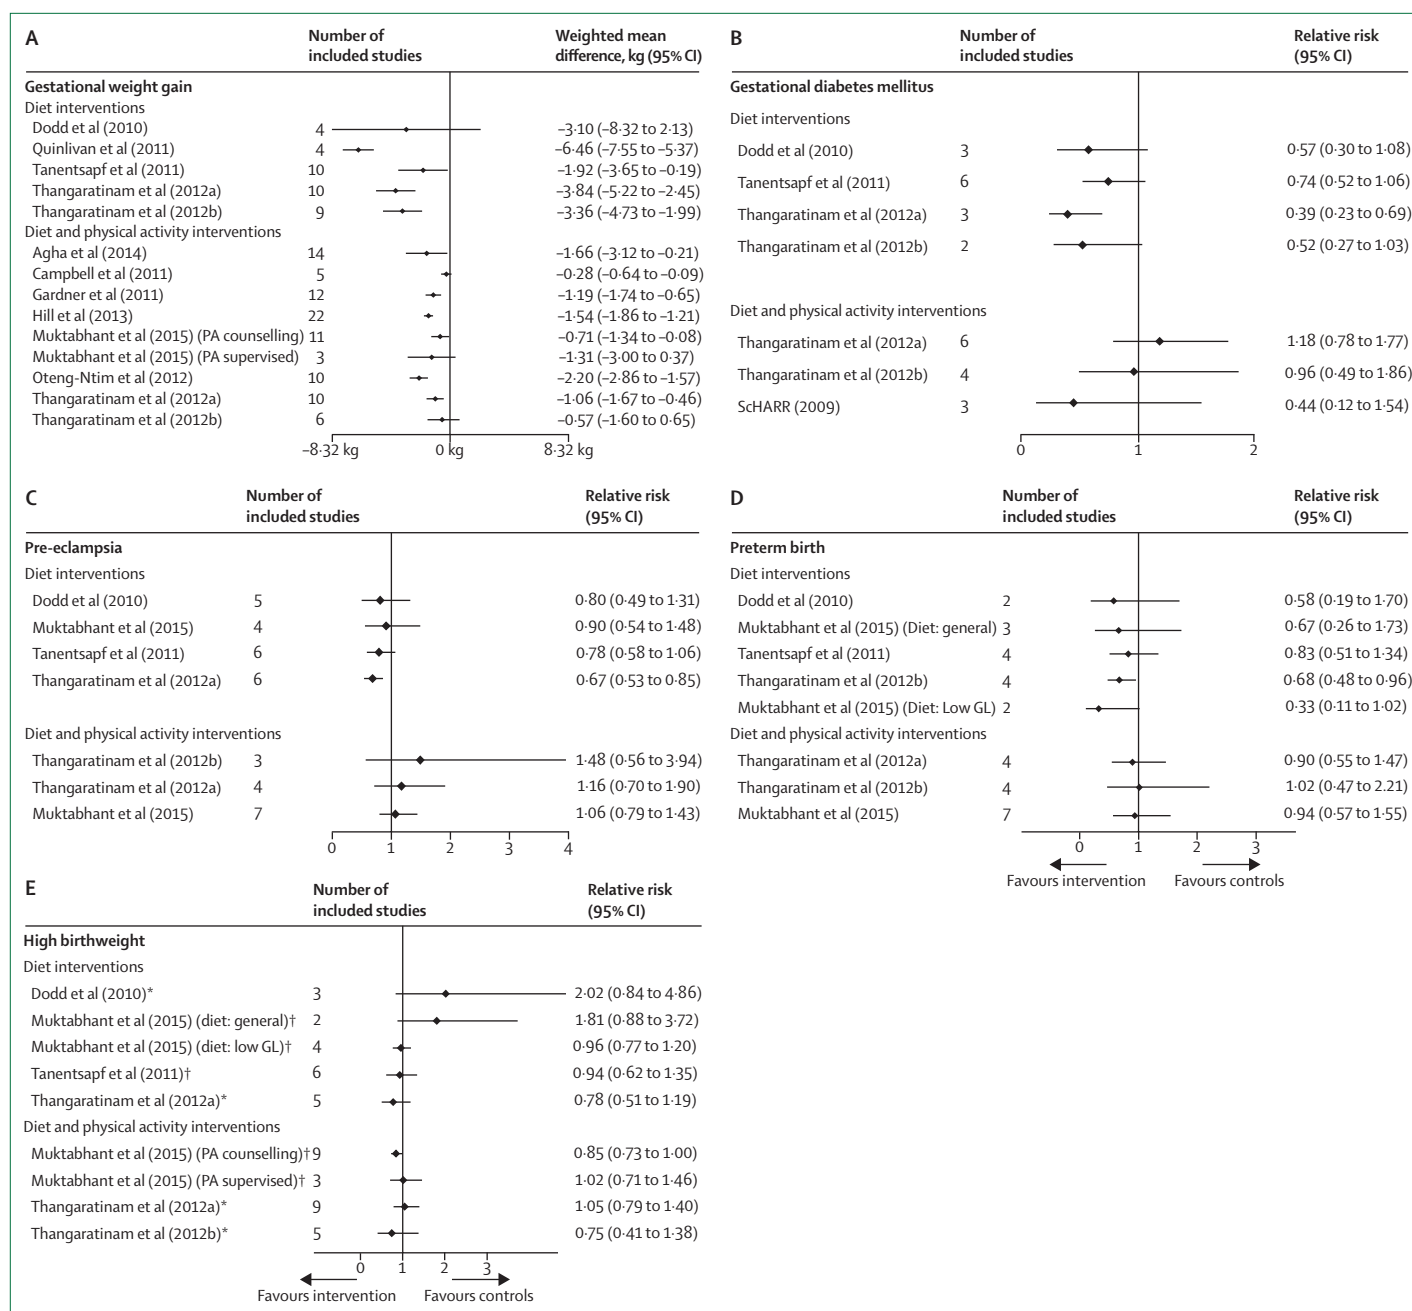 A
Number of included studies
Weighted mean difference, kg (95% CI)
Gestational weight gain
Diet interventions
Dodd et al (2010) 4 –3·10 (–8·32 to 2·13)
Quinlivan et al (2011) 4 –6·46 (–7·55 to –5·37)
Tanentsapf et al (2011) 10 –1·92 (–3·65 to –0·19)
Thangaratinam et al (2012a) 10 –3·84 (–5·22 to –2·45)
Thangaratinam et al (2012b) 9 –3·36 (–4·73 to –1·99)
Diet and physical activity interventions
Agha et al (2014) 14 –1·66 (–3·12 to –0·21)
Campbell et al (2011) 5 –0·28 (–0·64 to –0·09)
Gardner et al (2011) 12 –1·19 (–1·74 to –0·65)
Hill et al (2013) 22 –1·54 (–1·86 to –1·21)
Muktabhant et al (2015) (PA counselling) 11 –0·71 (–1·34 to –0·08)
Muktabhant et al (2015) (PA supervised) 3 –1·31 (–3·00 to 0·37)
Oteng-Ntim et al (2012) 10 –2·20 (–2·86 to –1·57)
Thangaratinam et al (2012a) 10 –1·06 (–1·67 to –0·46)
Thangaratinam et al (2012b) 6 –0·57 (–1·60 to 0·65)
–8·32 kg 0 kg 8·32 kg
B
Number of included studies
Relative risk (95% CI)
Gestational diabetes mellitus
Diet interventions
Dodd et al (2010) 3 0·57 (0·30 to 1·08)
Tanentsapf et al (2011) 6 0·74 (0·52 to 1·06)
Thangaratinam et al (2012a) 3 0·39 (0·23 to 0·69)
Thangaratinam et al (2012b) 2 0·52 (0·27 to 1·03)
Diet and physical activity interventions
Thangaratinam et al (2012a) 6 1·18 (0·78 to 1·77)
Thangaratinam et al (2012b) 4 0·96 (0·49 to 1·86)
ScHARR (2009) 3 0·44 (0·12 to 1·54)
0 1 2
C
Number of included studies
Relative risk (95% CI)
Pre-eclampsia
Diet interventions
Dodd et al (2010) 5 0·80 (0·49 to 1·31)
Muktabhant et al (2015) 4 0·90 (0·54 to 1·48)
Tanentsapf et al (2011) 6 0·78 (0·58 to 1·06)
Thangaratinam et al (2012a) 6 0·67 (0·53 to 0·85)
Diet and physical activity interventions
Thangaratinam et al (2012b) 3 1·48 (0·56 to 3·94)
Thangaratinam et al (2012a) 4 1·16 (0·70 to 1·90)
Muktabhant et al (2015) 7 1·06 (0·79 to 1·43)
0 1 2 3 4
D
Number of included studies
Relative risk (95% CI)
Preterm birth
Diet interventions
Dodd et al (2010) 2 0·58 (0·19 to 1·70)
Muktabhant et al (2015) (Diet: general) 3 0·67 (0·26 to 1·73)
Tanentsapf et al (2011) 4 0·83 (0·51 to 1·34)
Thangaratinam et al (2012b) 4 0·68 (0·48 to 0·96)
Muktabhant et al (2015) (Diet: Low GL) 2 0·33 (0·11 to 1·02)
Diet and physical activity interventions
Thangaratinam et al (2012a) 4 0·90 (0·55 to 1·47)
Thangaratinam et al (2012b) 4 1·02 (0·47 to 2·21)
Muktabhant et al (2015) 7 0·94 (0·57 to 1·55)
0 1 2 3
Favours intervention Favours controls
E
Number of included studies
Relative risk (95% CI)
High birthweight
Diet interventions
Dodd et al (2010)* 3 2·02 (0·84 to 4·86)
Muktabhant et al (2015) (diet: general)† 2 1·81 (0·88 to 3·72)
Muktabhant et al (2015) (diet: low GL)† 4 0·96 (0·77 to 1·20)
Tanentsapf et al (2011)† 6 0·94 (0·62 to 1·35)
Thangaratinam et al (2012a)* 5 0·78 (0·51 to 1·19)
Diet and physical activity interventions
Muktabhant et al (2015) (PA counselling)† 9 0·85 (0·73 to 1·00)
Muktabhant et al (2015) (PA supervised)† 3 1·02 (0·71 to 1·46)
Thangaratinam et al (2012a)* 9 1·05 (0·79 to 1·40)
Thangaratinam et al (2012b)* 5 0·75 (0·41 to 1·38)
0 1 2 3
Favours intervention Favours controls